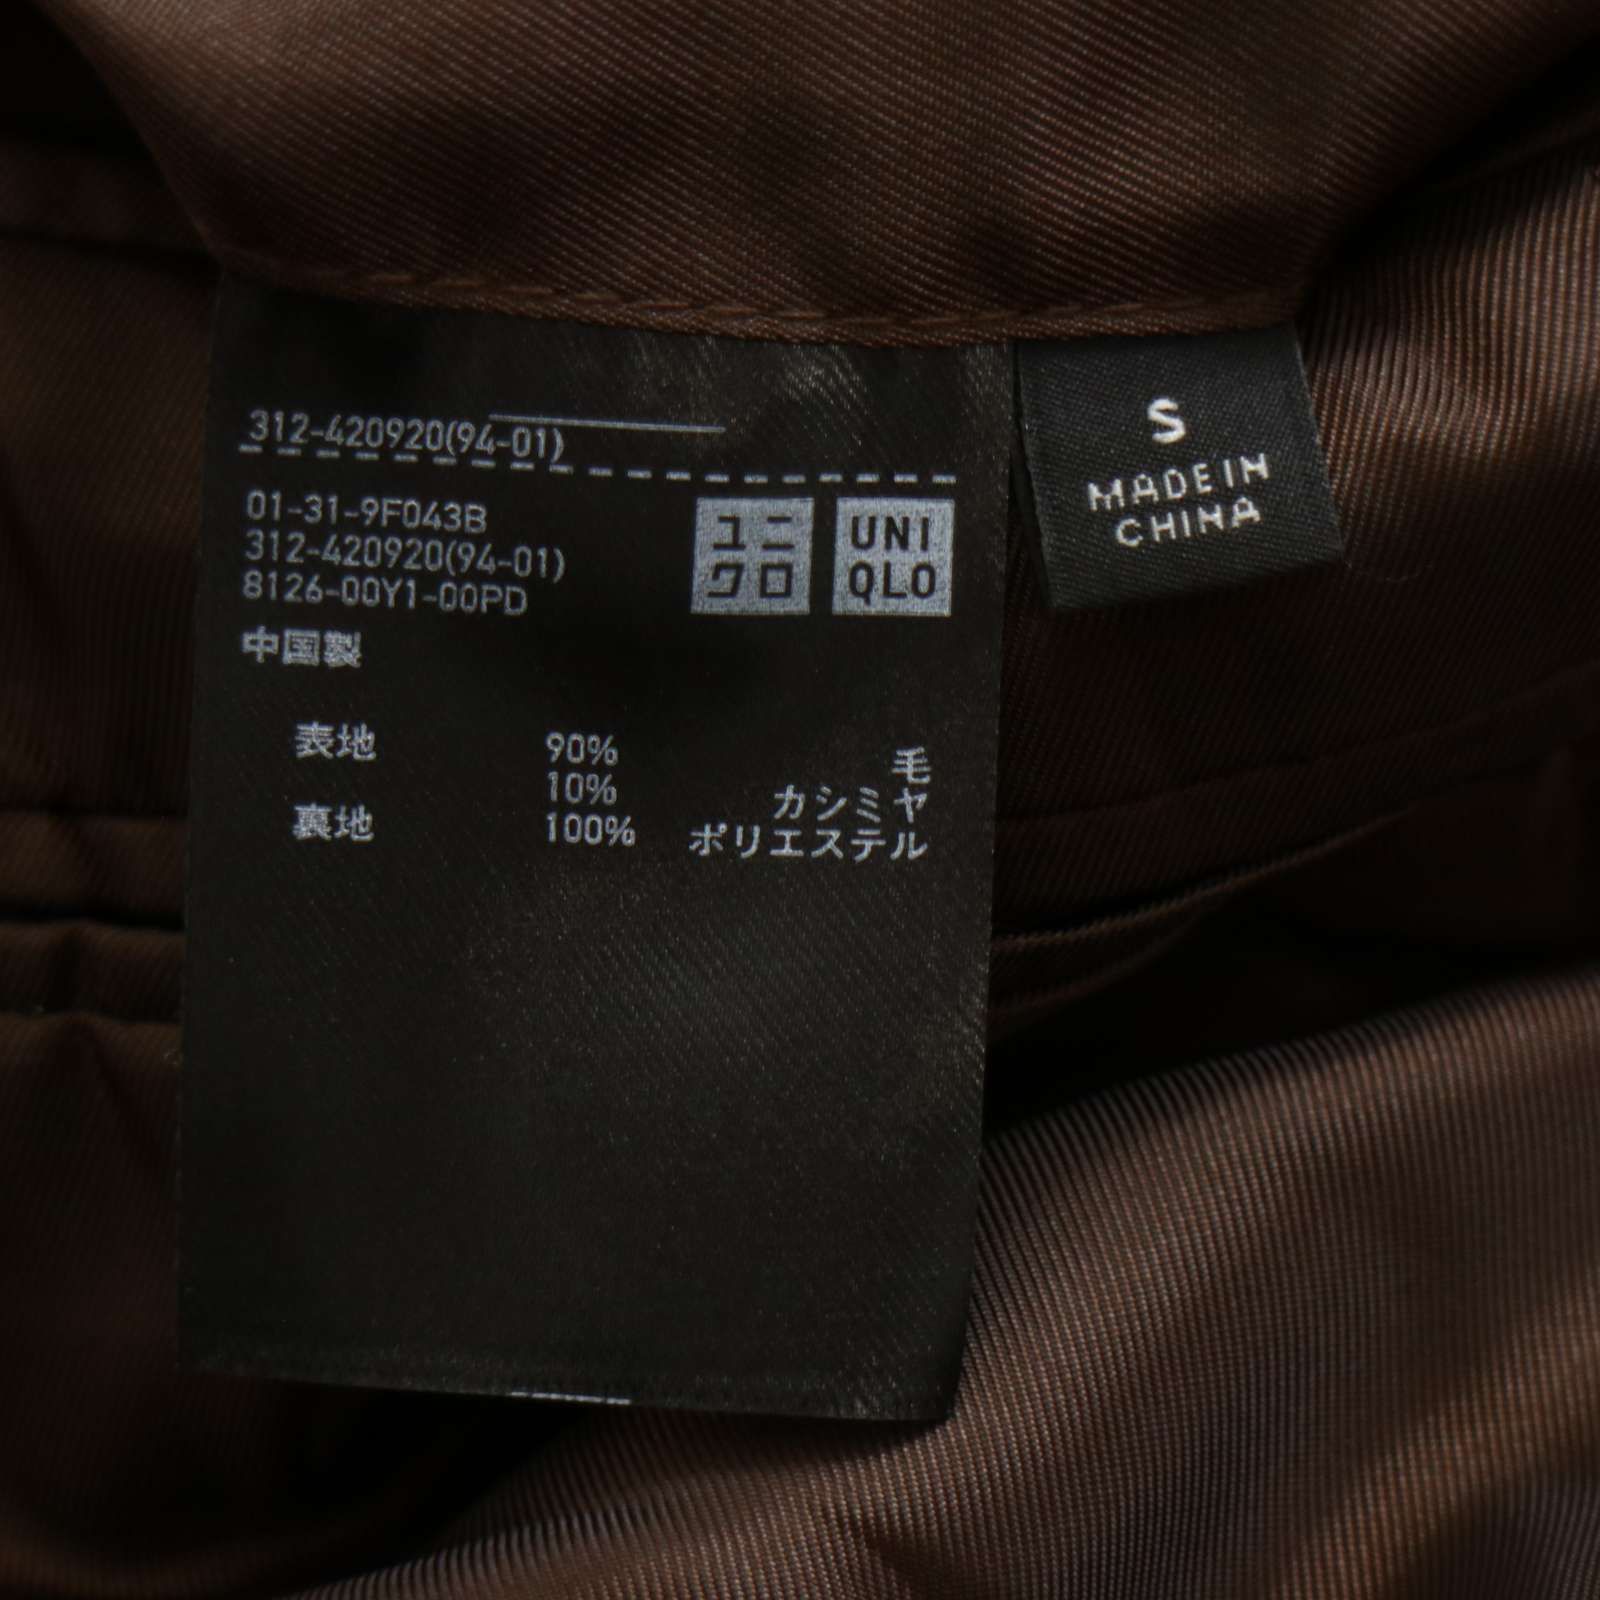 312-420920(94-01)
01-31-9F043B
312-420920(94-01)
8126-00Y1-00PD
中国製
ユニ
クロ
UNI
QLO
表地 90% 毛
10% カシミヤ
裏地 100% ポリエステル
S
MADE IN
CHINA